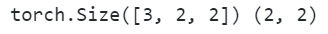 torch.Size([3, 2, 2]) (2, 2)